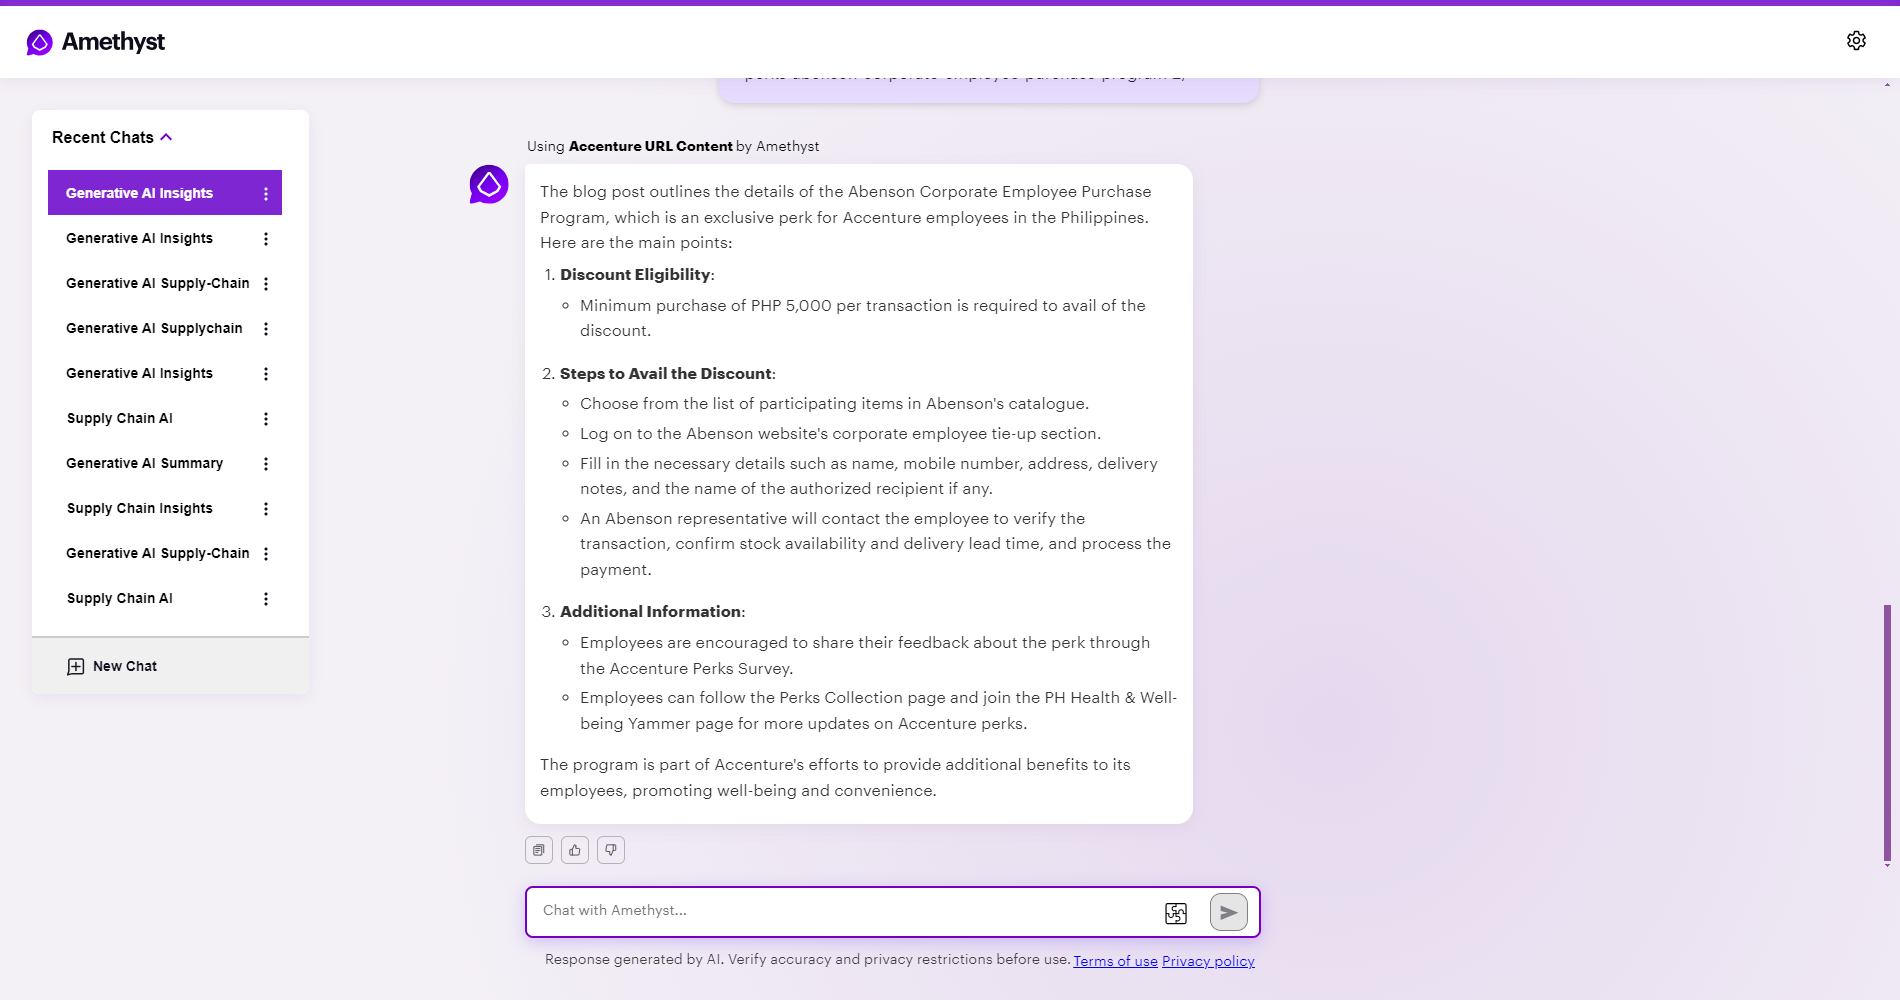 Amethyst
perks-abenson-corporate-employee-purchase-program-2/
Recent Chats
Generative AI Insights
Generative AI Insights
Generative AI Supply-Chain
Generative AI Supplychain
Generative AI Insights
Supply Chain AI
Generative AI Summary
Supply Chain Insights
Generative AI Supply-Chain
Supply Chain AI
New Chat
Using Accenture URL Content by Amethyst
The blog post outlines the details of the Abenson Corporate Employee Purchase
Program, which is an exclusive perk for Accenture employees in the Philippines.
Here are the main points:
1. Discount Eligibility:
Minimum purchase of PHP 5,000 per transaction is required to avail of the
discount.
2. Steps to Avail the Discount:
Choose from the list of participating items in Abenson's catalogue.
Log on to the Abenson website's corporate employee tie-up section.
Fill in the necessary details such as name, mobile number, address, delivery
notes, and the name of the authorized recipient if any.
An Abenson representative will contact the employee to verify the
transaction, confirm stock availability and delivery lead time, and process the
payment.
3. Additional Information:
Employees are encouraged to share their feedback about the perk through
the Accenture Perks Survey.
Employees can follow the Perks Collection page and join the PH Health & Well-
being Yammer page for more updates on Accenture perks.
The program is part of Accenture's efforts to provide additional benefits to its
employees, promoting well-being and convenience.
Chat with Amethyst...
Response generated by AI. Verify accuracy and privacy restrictions before use. Terms of use Privacy policy